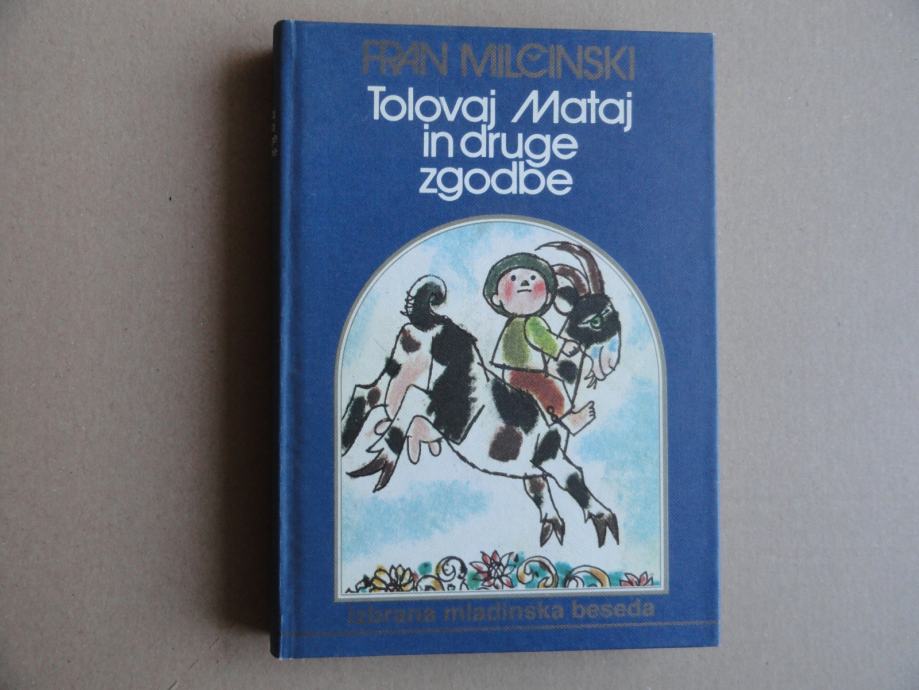 FRAN MILČINSKI
Tolovaj Mataj
in druge
zgodbe
izbrana mladinska beseda